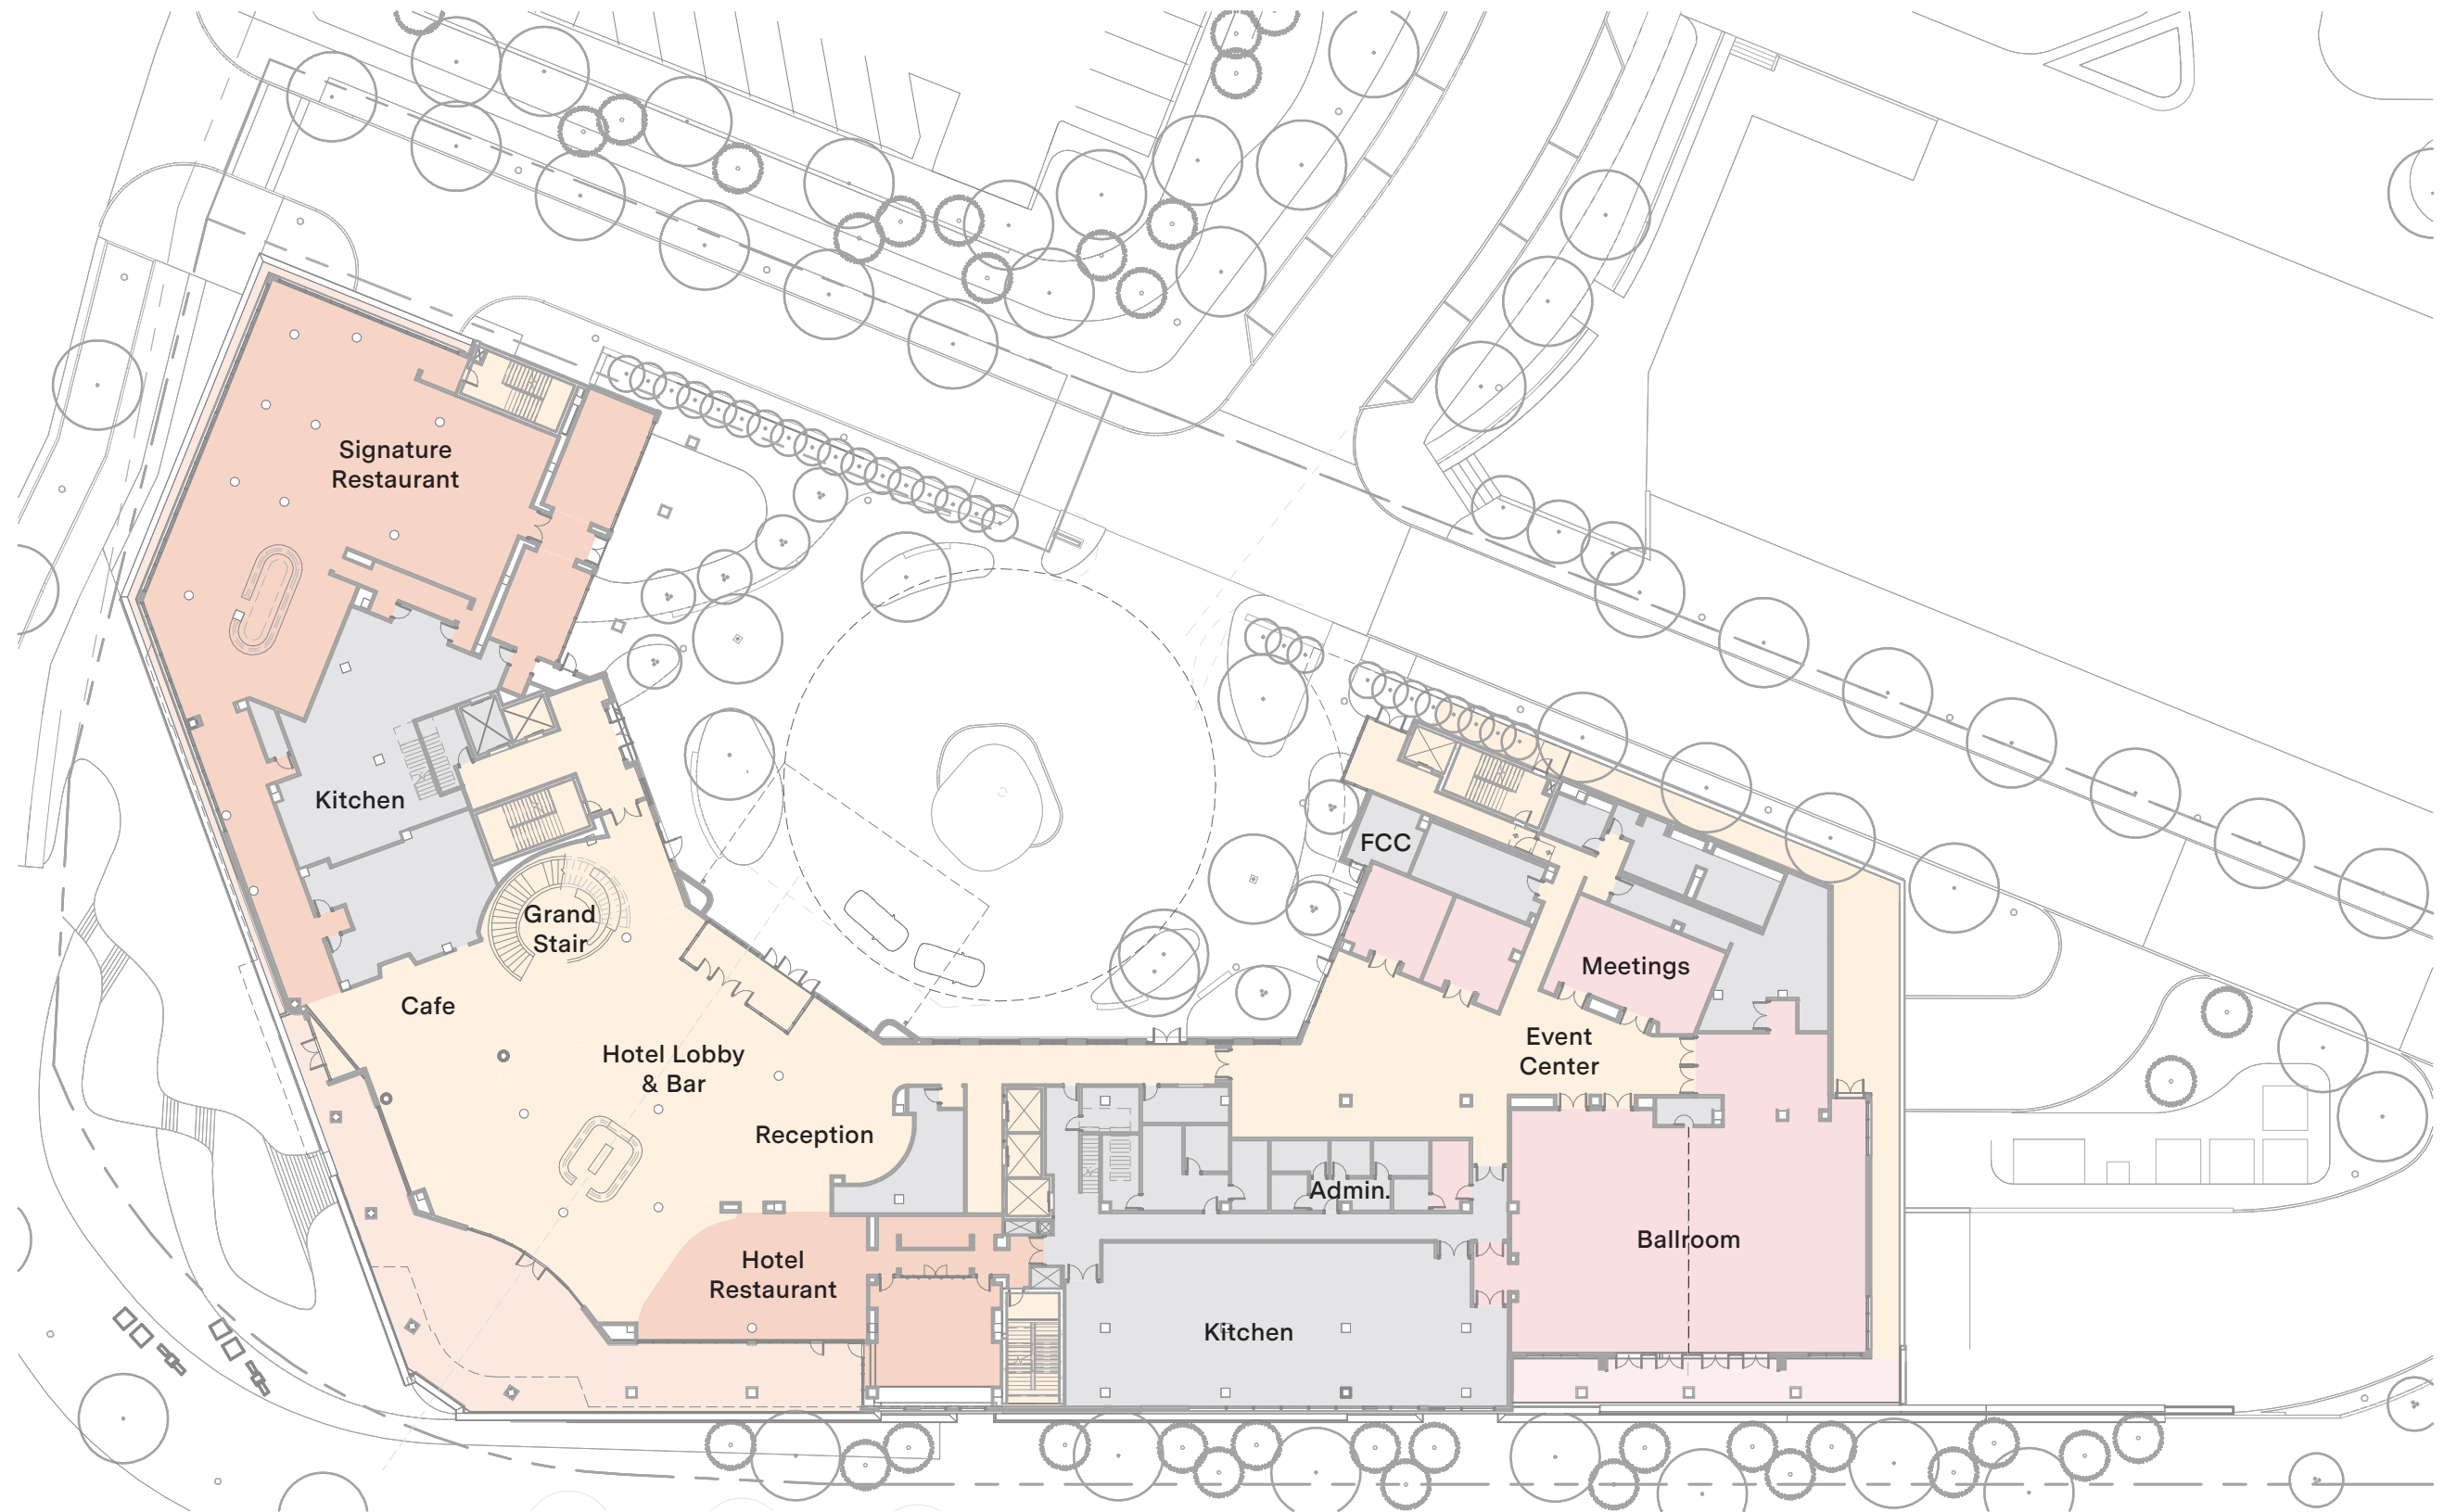 Signature
Restaurant
Kitchen
FCC
Grand
Stair
Meetings
Cafe
Hotel Lobby
& Bar
Event
Center
Reception
Admin.
Ballroom
Hotel
Restaurant
Kitchen